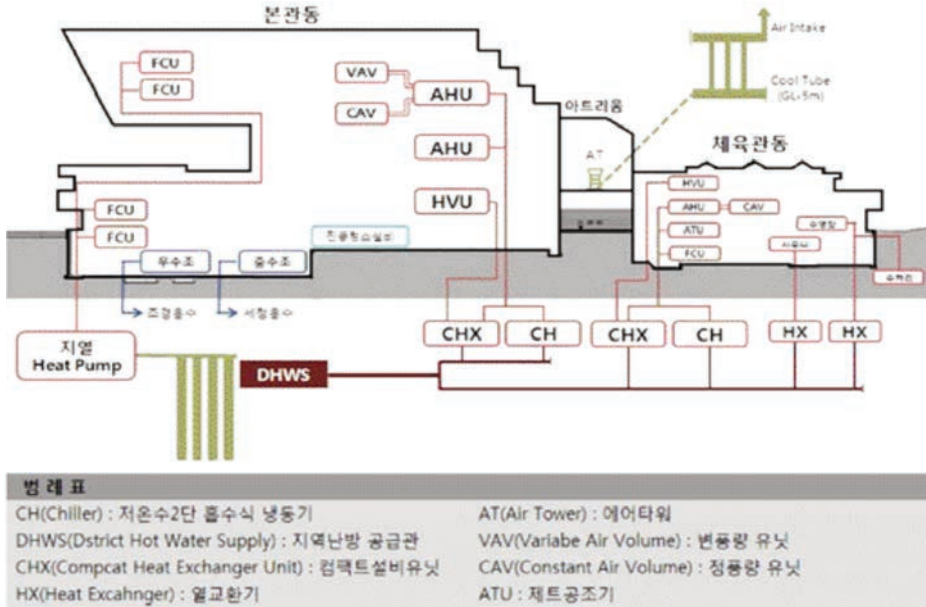 본관동
Air Intake
FCU
FCU
VAV
AHU
CAV
Cool Tube
(GL-5m)
아트리움
체육관동
AHU
AT
HVU
HVU
AHU
CAV
FCU
ATU
FCU
FCU
우수조
중수조
조경용수
세정용수
CHX
CH
CHX
CH
HX
HX
지열
Heat Pump
DHWS
범 례 표
CH(Chiller) : 저온수2단 흡수식 냉동기
AT(Air Tower) : 에어타워
DHWS(Dstrict Hot Water Supply) : 지역난방 공급관
VAV(Variabe Air Volume) : 변풍량 유닛
CHX(Compcat Heat Exchanger Unit) : 컴팩트설비유닛
CAV(Constant Air Volume) : 정풍량 유닛
HX(Heat Excahnger) : 열교환기
ATU : 제트공조기